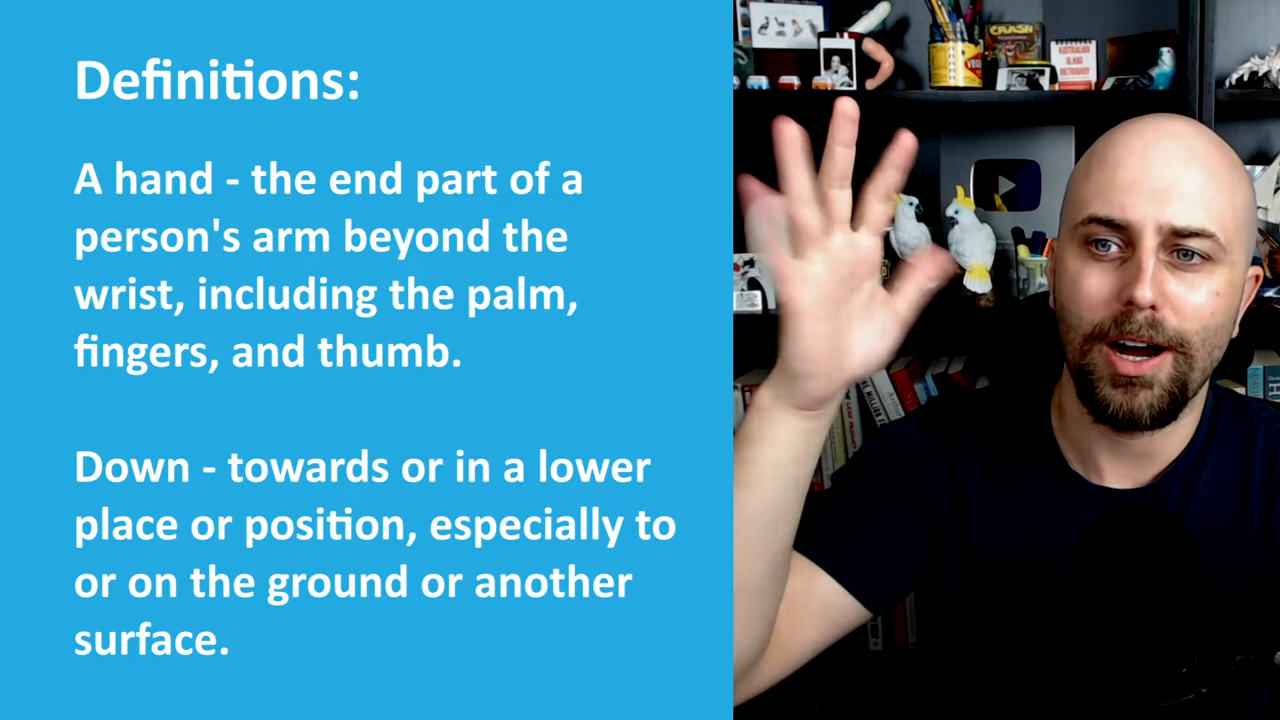 Definitions:
A hand - the end part of a
person's arm beyond the
wrist, including the palm,
fingers, and thumb.
Down - towards or in a lower
place or position, especially to
or on the ground or another
surface.
CRASH
AUSTRALIAN
SLANG
DICTIONARY